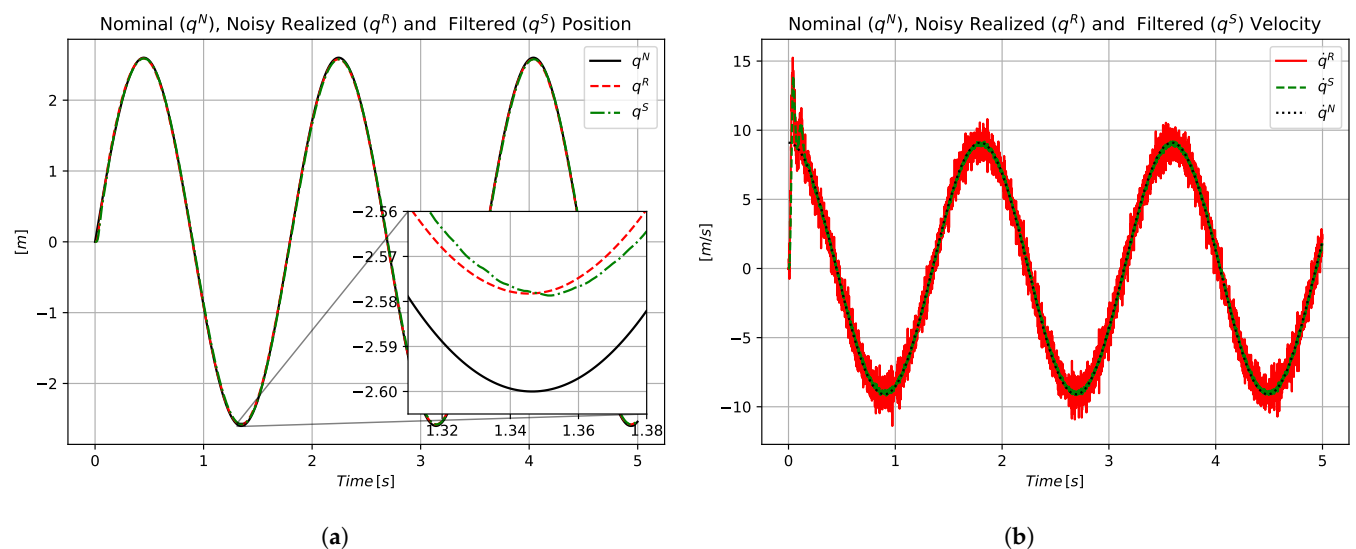 Nominal (q^N), Noisy Realized (q^R) and Filtered (q^S) Position
q^N
q^R
q^S
2
1
0
−1
−2
[m]
−2.56
−2.57
−2.58
−2.59
−2.60
1.32 1.34 1.36 1.38
0 1 2 3 4 5
Time [s]
(a)
Nominal (q^N), Noisy Realized (q^R) and Filtered (q^S) Velocity
q̇^R
q̇^S
q̇^N
15
10
5
0
−5
−10
[m/s]
0 1 2 3 4 5
Time [s]
(b)